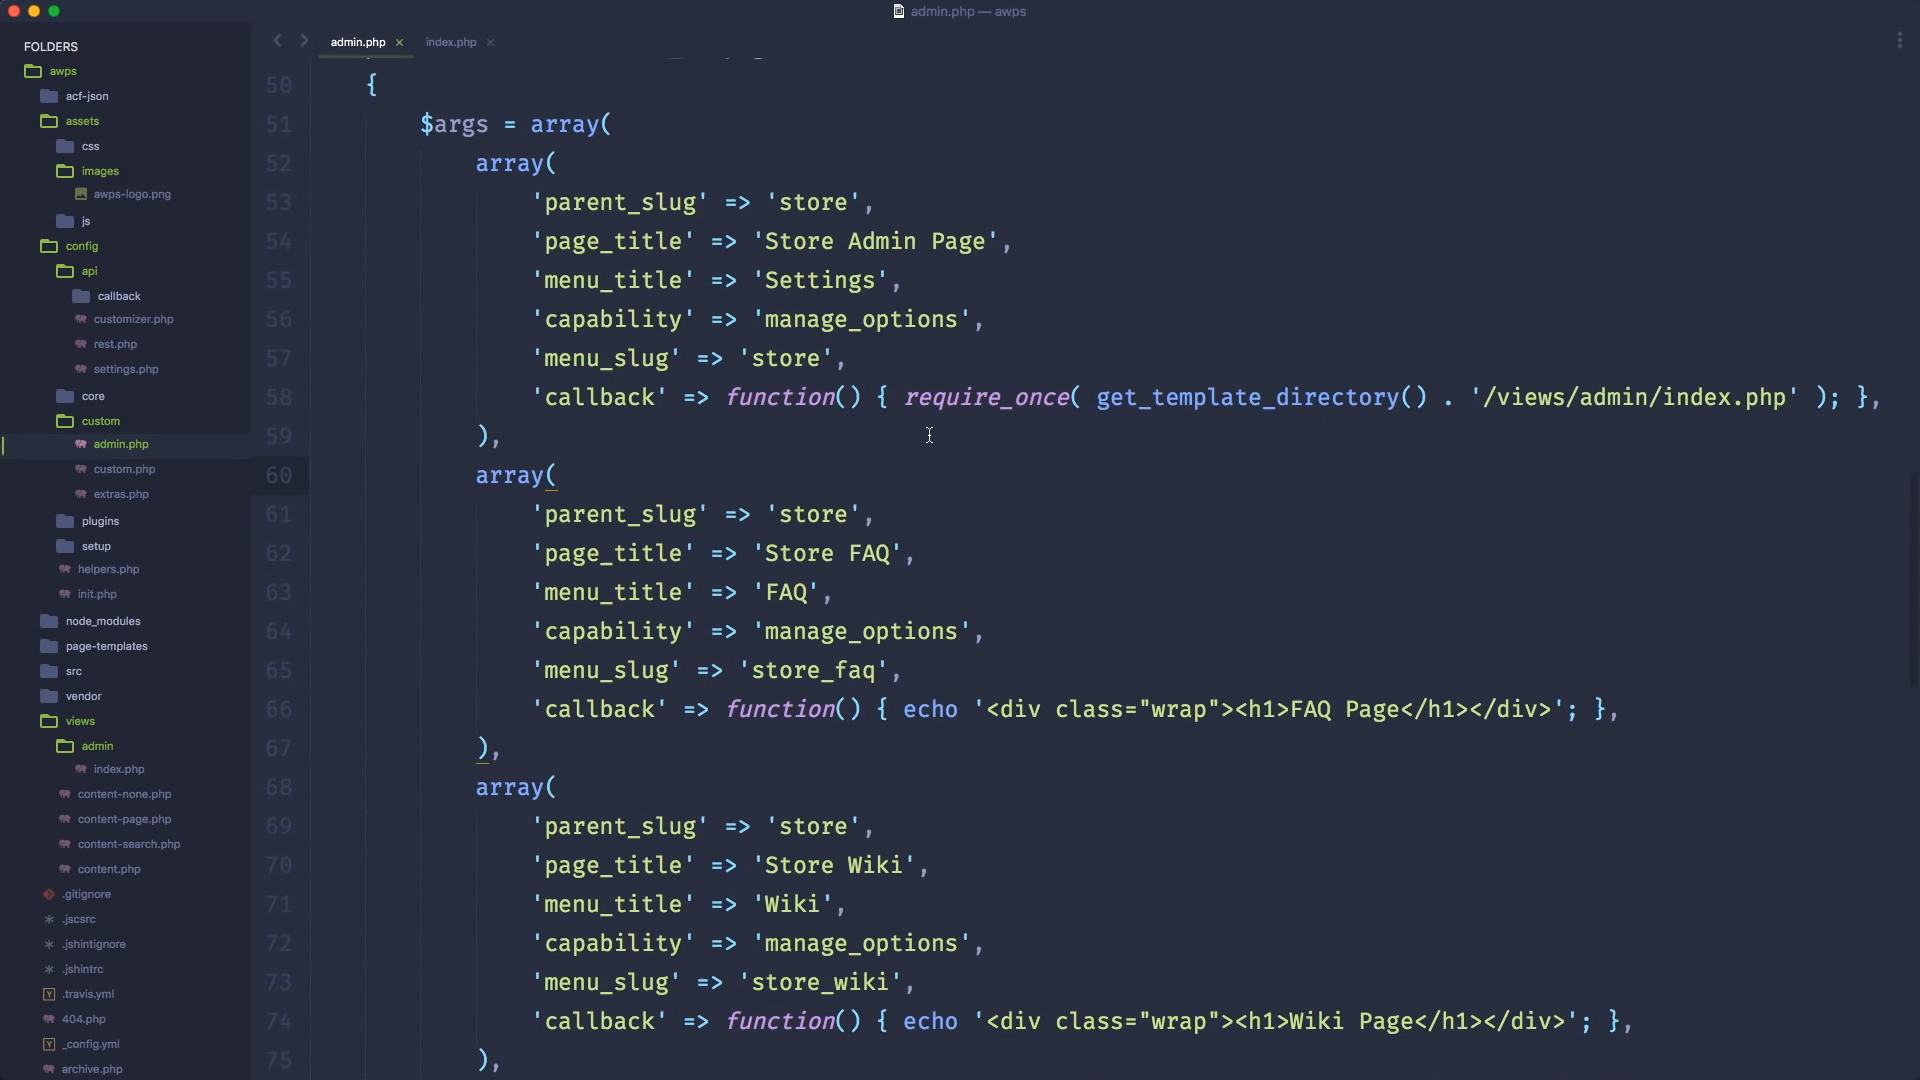 admin.php — awps
FOLDERS
awps
acf-json
assets
css
images
awps-logo.png
js
config
api
callback
customizer.php
rest.php
settings.php
core
custom
admin.php
custom.php
extras.php
plugins
setup
helpers.php
init.php
node_modules
page-templates
src
vendor
views
admin
index.php
content-none.php
content-page.php
content-search.php
content.php
.gitignore
.jscsrc
.jshintignore
.jshintrc
.travis.yml
404.php
_config.yml
archive.php
admin.php × index.php ×
50 {
51 $args = array(
52 array(
53 'parent_slug' => 'store',
54 'page_title' => 'Store Admin Page',
55 'menu_title' => 'Settings',
56 'capability' => 'manage_options',
57 'menu_slug' => 'store',
58 'callback' => function() { require_once( get_template_directory() . '/views/admin/index.php' ); },
59 ),
60 array(
61 'parent_slug' => 'store',
62 'page_title' => 'Store FAQ',
63 'menu_title' => 'FAQ',
64 'capability' => 'manage_options',
65 'menu_slug' => 'store_faq',
66 'callback' => function() { echo '<div class="wrap"><h1>FAQ Page</h1></div>'; },
67 ),
68 array(
69 'parent_slug' => 'store',
70 'page_title' => 'Store Wiki',
71 'menu_title' => 'Wiki',
72 'capability' => 'manage_options',
73 'menu_slug' => 'store_wiki',
74 'callback' => function() { echo '<div class="wrap"><h1>Wiki Page</h1></div>'; },
75 ),